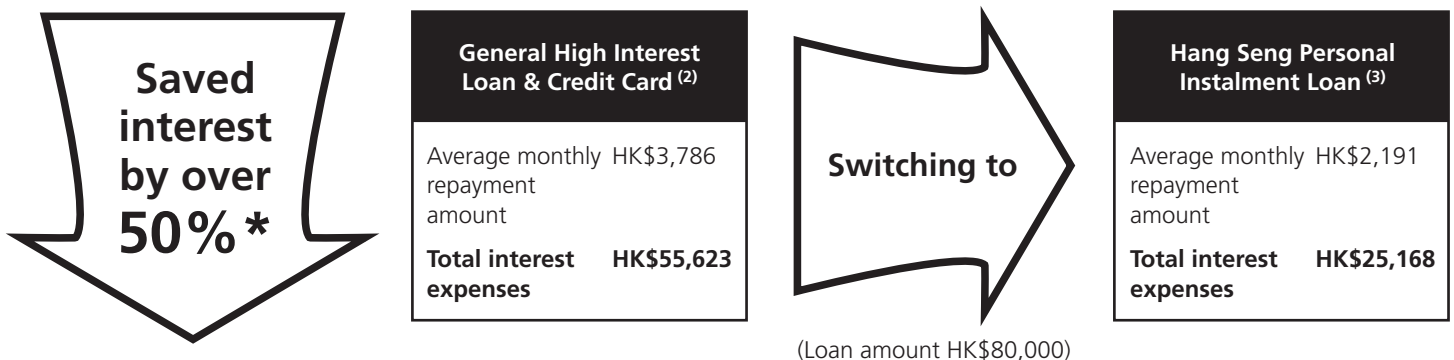 Saved
interest
by over
50%*
General High Interest
Loan & Credit Card (2)
Average monthly HK$3,786
repayment
amount
Total interest HK$55,623
expenses
Switching to
(Loan amount HK$80,000)
Hang Seng Personal
Instalment Loan (3)
Average monthly HK$2,191
repayment
amount
Total interest HK$25,168
expenses